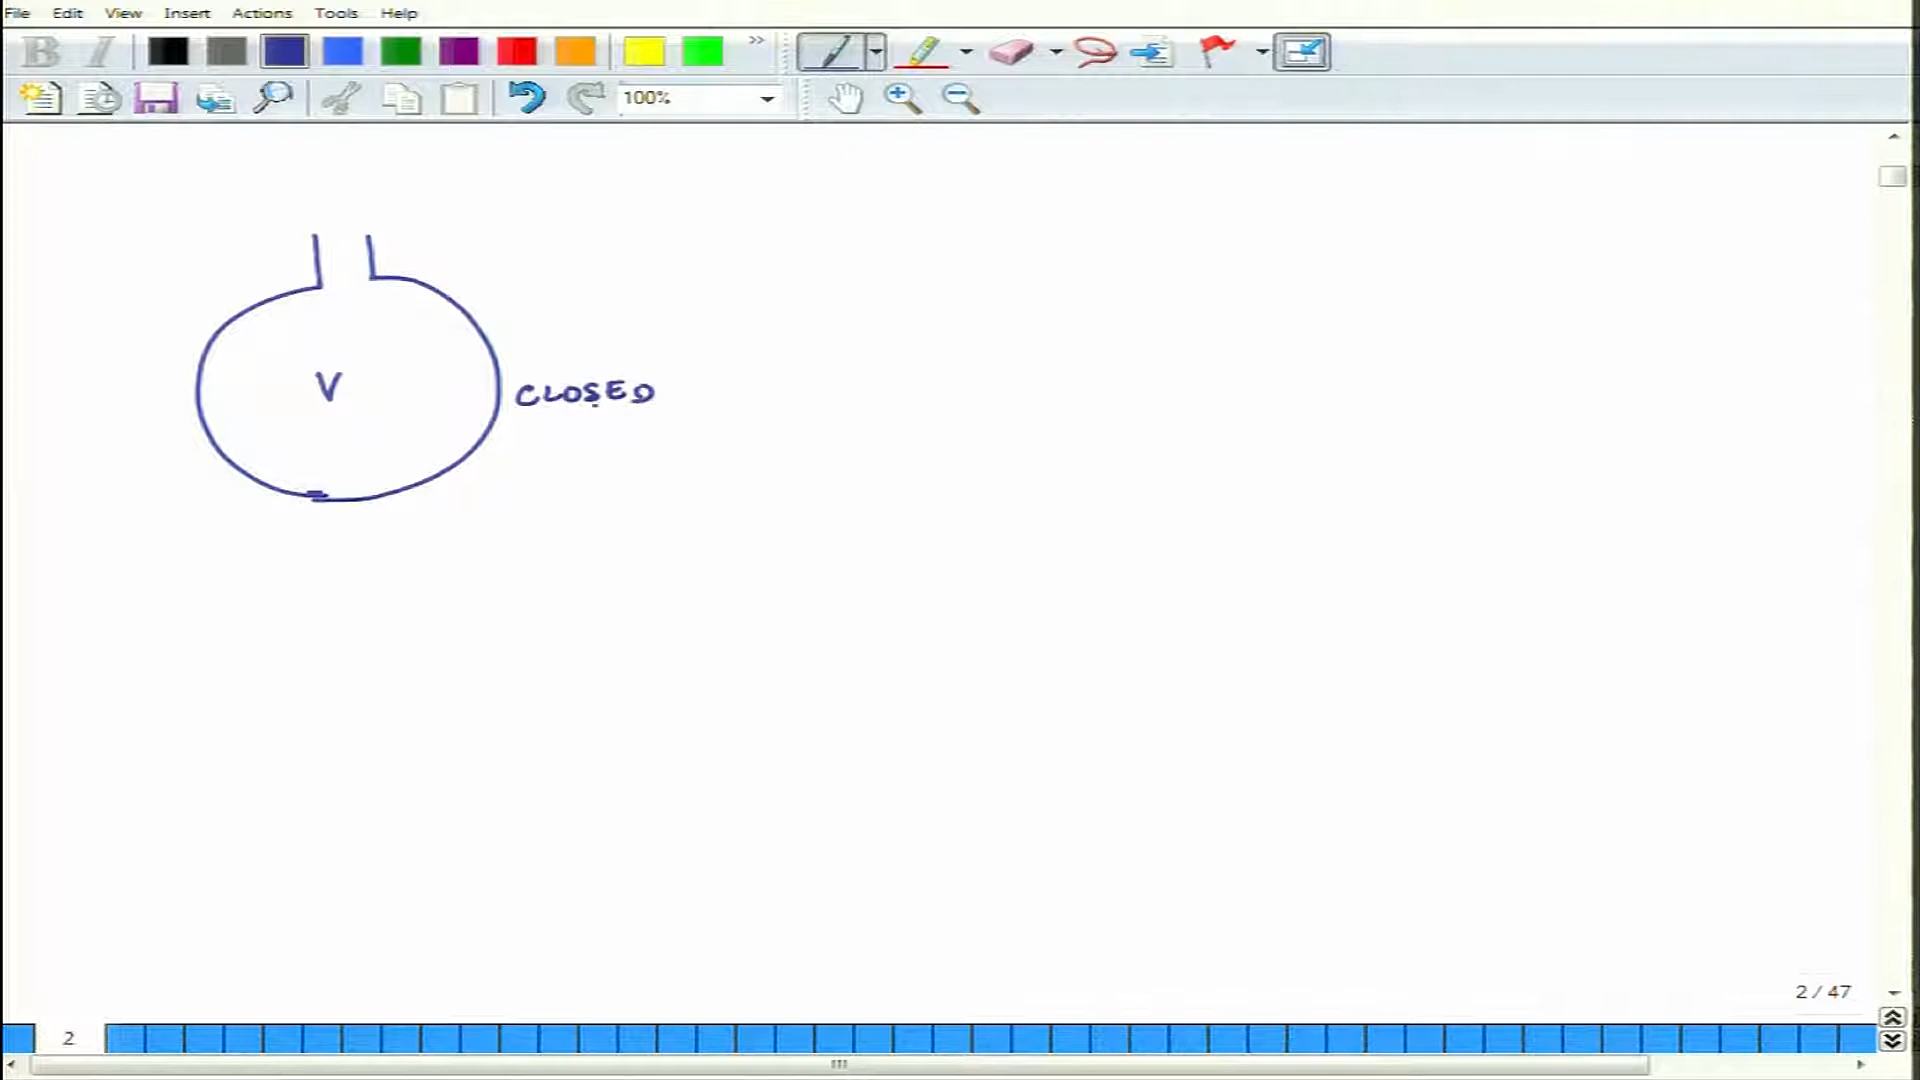 File Edit View Insert Actions Tools Help
B I
100%
V
CLOSED
2 / 47
2